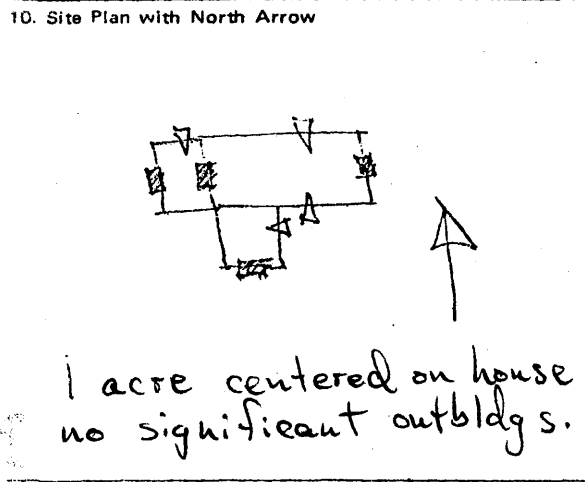 10. Site Plan with North Arrow
1 acre centered on house
no significant outbldgs.